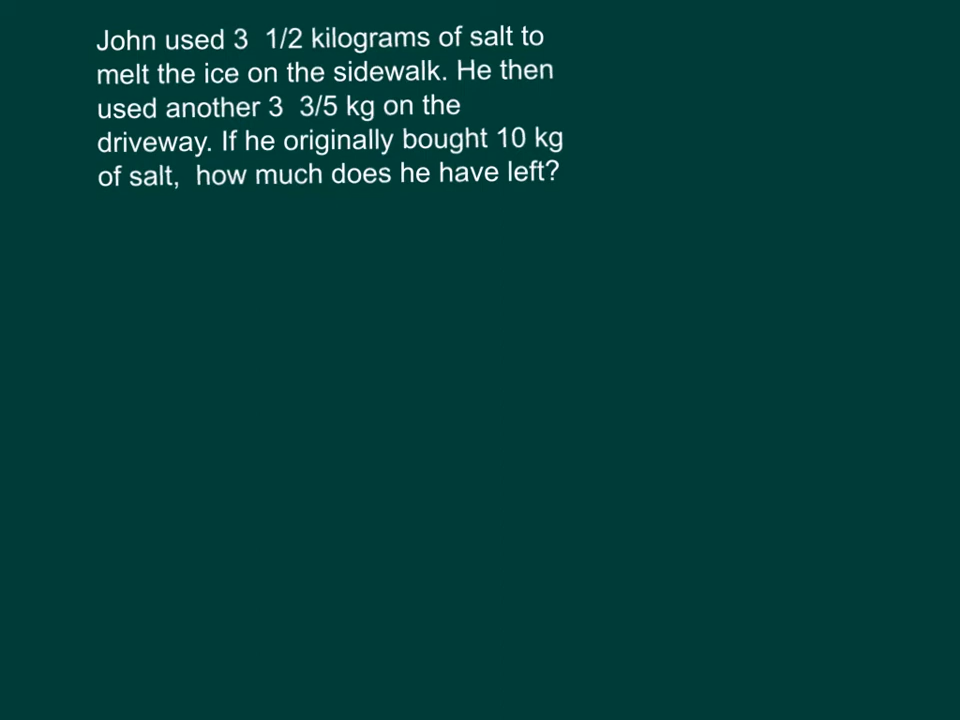 John used 3  1/2 kilograms of salt to
melt the ice on the sidewalk. He then
used another 3  3/5 kg on the
driveway. If he originally bought 10 kg
of salt,  how much does he have left?